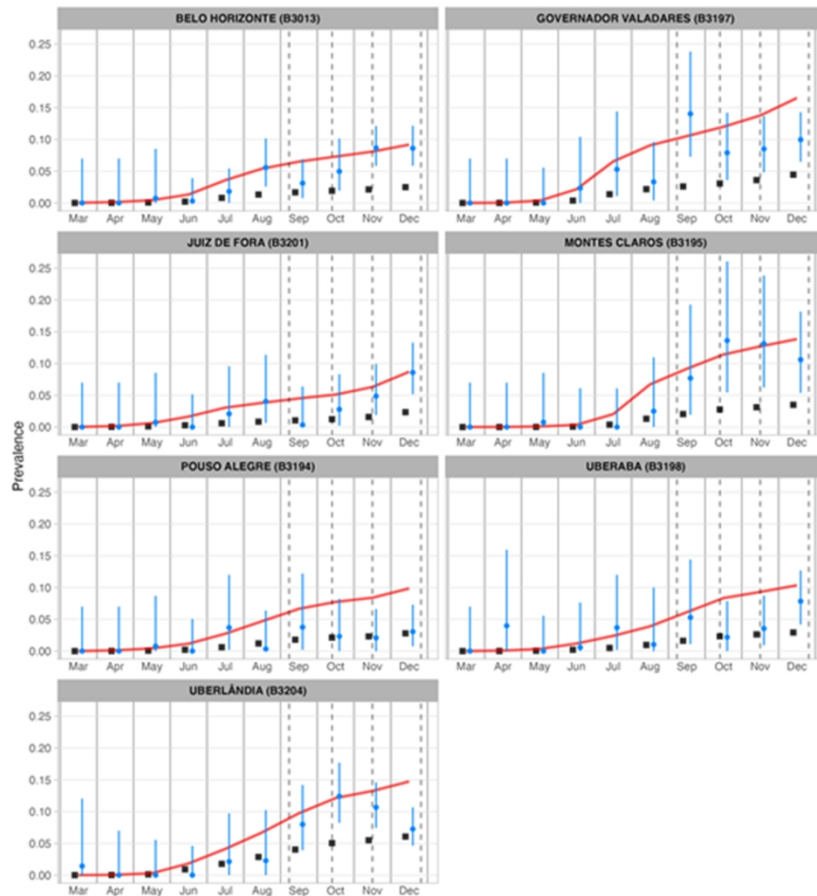 BELO HORIZONTE (B3013)
GOVERNADOR VALADARES (B3197)
0.25
0.20
0.15
0.10
0.05
0.00
Mar Apr May Jun Jul Aug Sep Oct Nov Dec
Mar Apr May Jun Jul Aug Sep Oct Nov Dec
JUIZ DE FORA (B3201)
MONTES CLAROS (B3195)
0.25
0.20
0.15
0.10
0.05
0.00
Mar Apr May Jun Jul Aug Sep Oct Nov Dec
Mar Apr May Jun Jul Aug Sep Oct Nov Dec
Prevalence
POUSO ALEGRE (B3194)
UBERABA (B3198)
0.25
0.20
0.15
0.10
0.05
0.00
Mar Apr May Jun Jul Aug Sep Oct Nov Dec
Mar Apr May Jun Jul Aug Sep Oct Nov Dec
UBERLÂNDIA (B3204)
0.25
0.20
0.15
0.10
0.05
0.00
Mar Apr May Jun Jul Aug Sep Oct Nov Dec